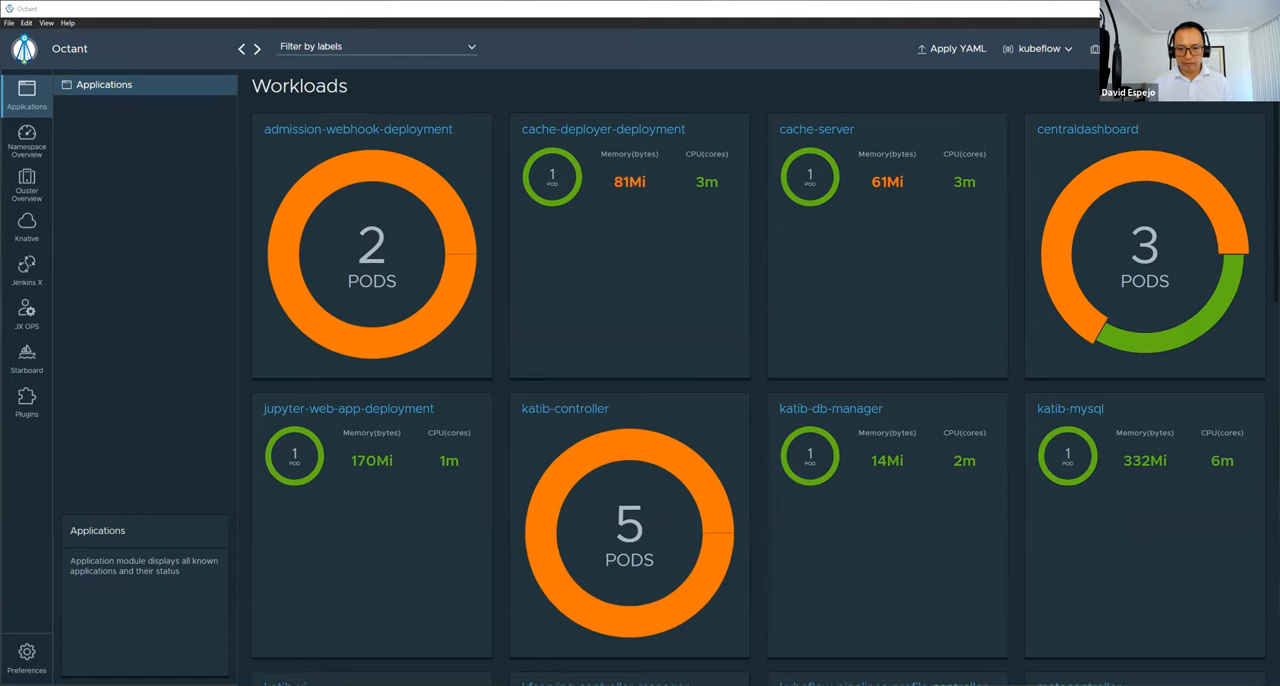 Octant
File Edit View Help
Octant
Filter by labels
Apply YAML
kubeflow
David Espejo
Applications
Namespace
Overview
Cluster
Overview
Knative
Jenkins X
JX OPS
Starboard
Plugins
Preferences
Applications
Applications
Application module displays all known
applications and their status
Workloads
admission-webhook-deployment
2
PODS
cache-deployer-deployment
1
POD
Memory(bytes) CPU(cores)
81Mi 3m
cache-server
1
POD
Memory(bytes) CPU(cores)
61Mi 3m
centraldashboard
3
PODS
jupyter-web-app-deployment
1
POD
Memory(bytes) CPU(cores)
170Mi 1m
katib-controller
5
PODS
katib-db-manager
1
POD
Memory(bytes) CPU(cores)
14Mi 2m
katib-mysql
1
POD
Memory(bytes) CPU(cores)
332Mi 6m